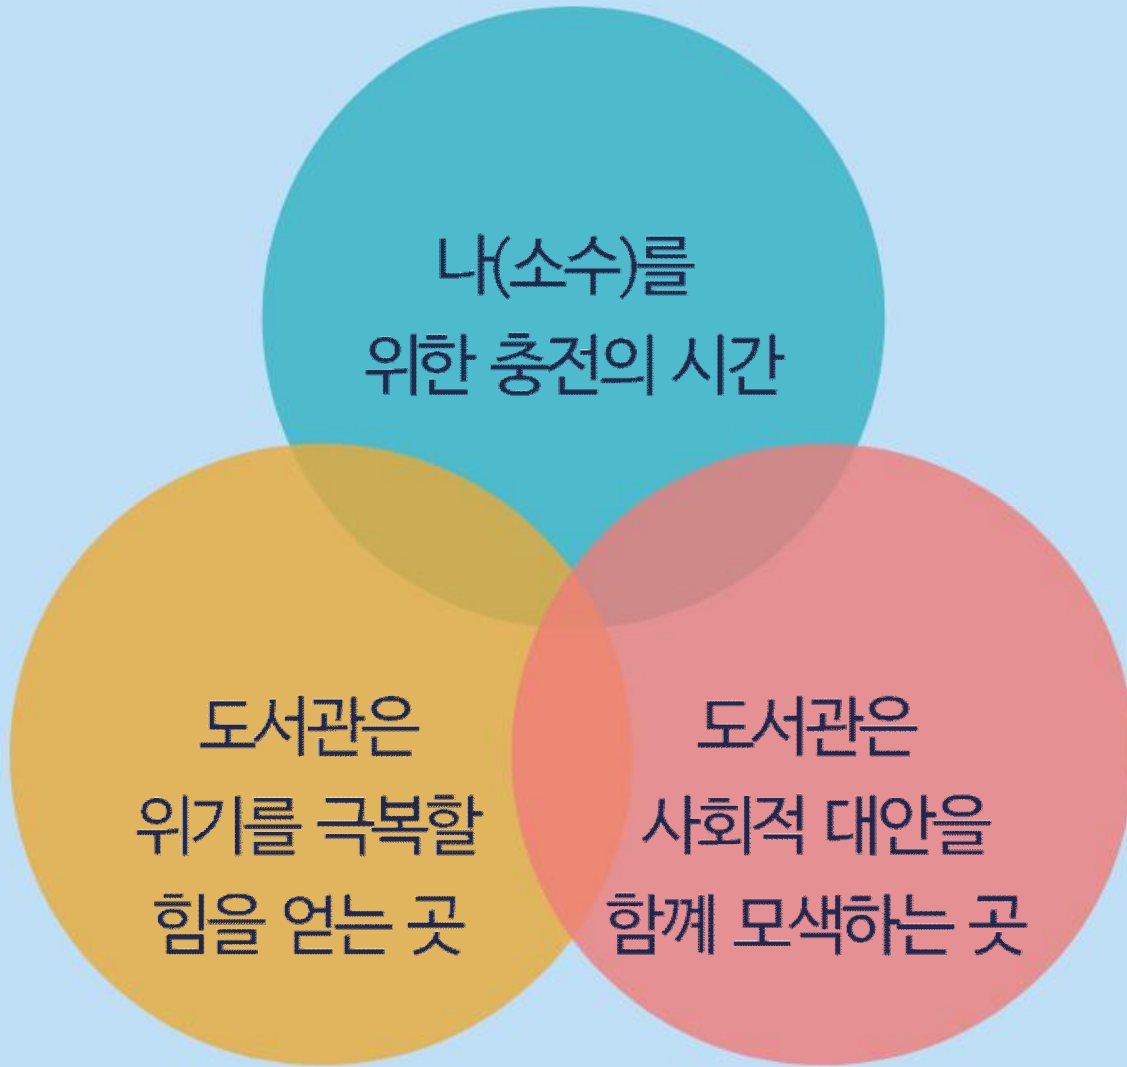 나(소수)를
위한 충전의 시간
도서관은
위기를 극복할
힘을 얻는 곳
도서관은
사회적 대안을
함께 모색하는 곳